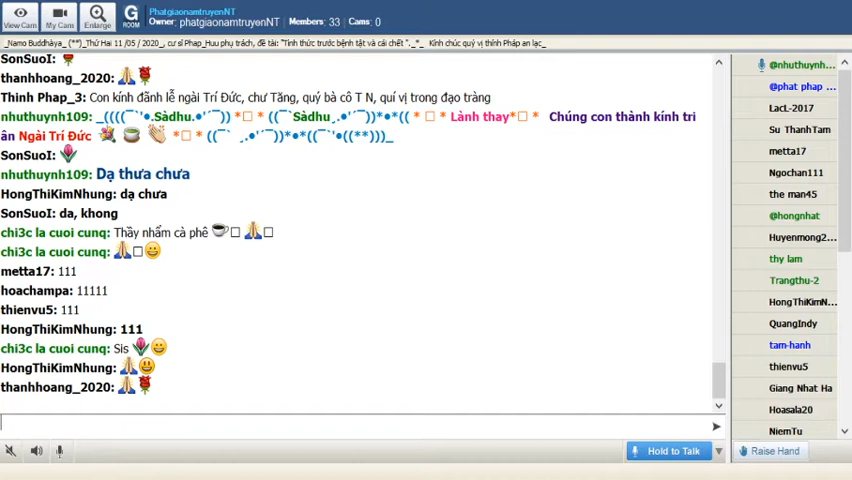 View Cam
My Cam
Enlarge
G ROOM
PhatgiaonamtruyenNT
Owner: phatgiaonamtruyenNT Members: 33 Cams: 0
_Namo Buddhàya_ (**)_Thứ Hai 11 /05 / 2020_, cư sĩ Phap_Huu phụ trách, đề tài: "Tỉnh thức trước bệnh tật và cái chết "._*_ Kính chúc quý vị thính Pháp an lạc_
SonSuoI:
thanhhoang_2020:
Thinh Phap_3: Con kính đảnh lễ ngài Trí Đức, chư Tăng, quý bà cô T N, quí vị trong đạo tràng
nhuthuynh109: _((((¯`'•.Sàdhu.•'´¯)) *□ * ((¯`Sàdhu¸.•'´¯))*•*(( * □ * Lành thay*□ * Chúng con thành kính tri
ân Ngài Trí Đức *□ * ((¯` ¸.•'´¯))*•*((¯`'•((**)))_
SonSuoI:
nhuthuynh109: Dạ thưa chưa
HongThiKimNhung: dạ chưa
SonSuoI: da, khong
chi3c la cuoi cunq: Thầy nhẩm cà phê
chi3c la cuoi cunq:
metta17: 111
hoachampa: 11111
thienvu5: 111
HongThiKimNhung: 111
chi3c la cuoi cunq: Sis
HongThiKimNhung:
thanhhoang_2020:
Hold to Talk
@nhuthuynh...
@phat phap ...
LacL-2017
Su ThanhTam
metta17
Ngochan111
the man45
@hongnhat
Huyenmong2...
thy lam
Trangthu-2
HongThiKimN...
QuangIndy
tam-hanh
thienvu5
Giang Nhat Ha
Hoasala20
NiemTu
Raise Hand